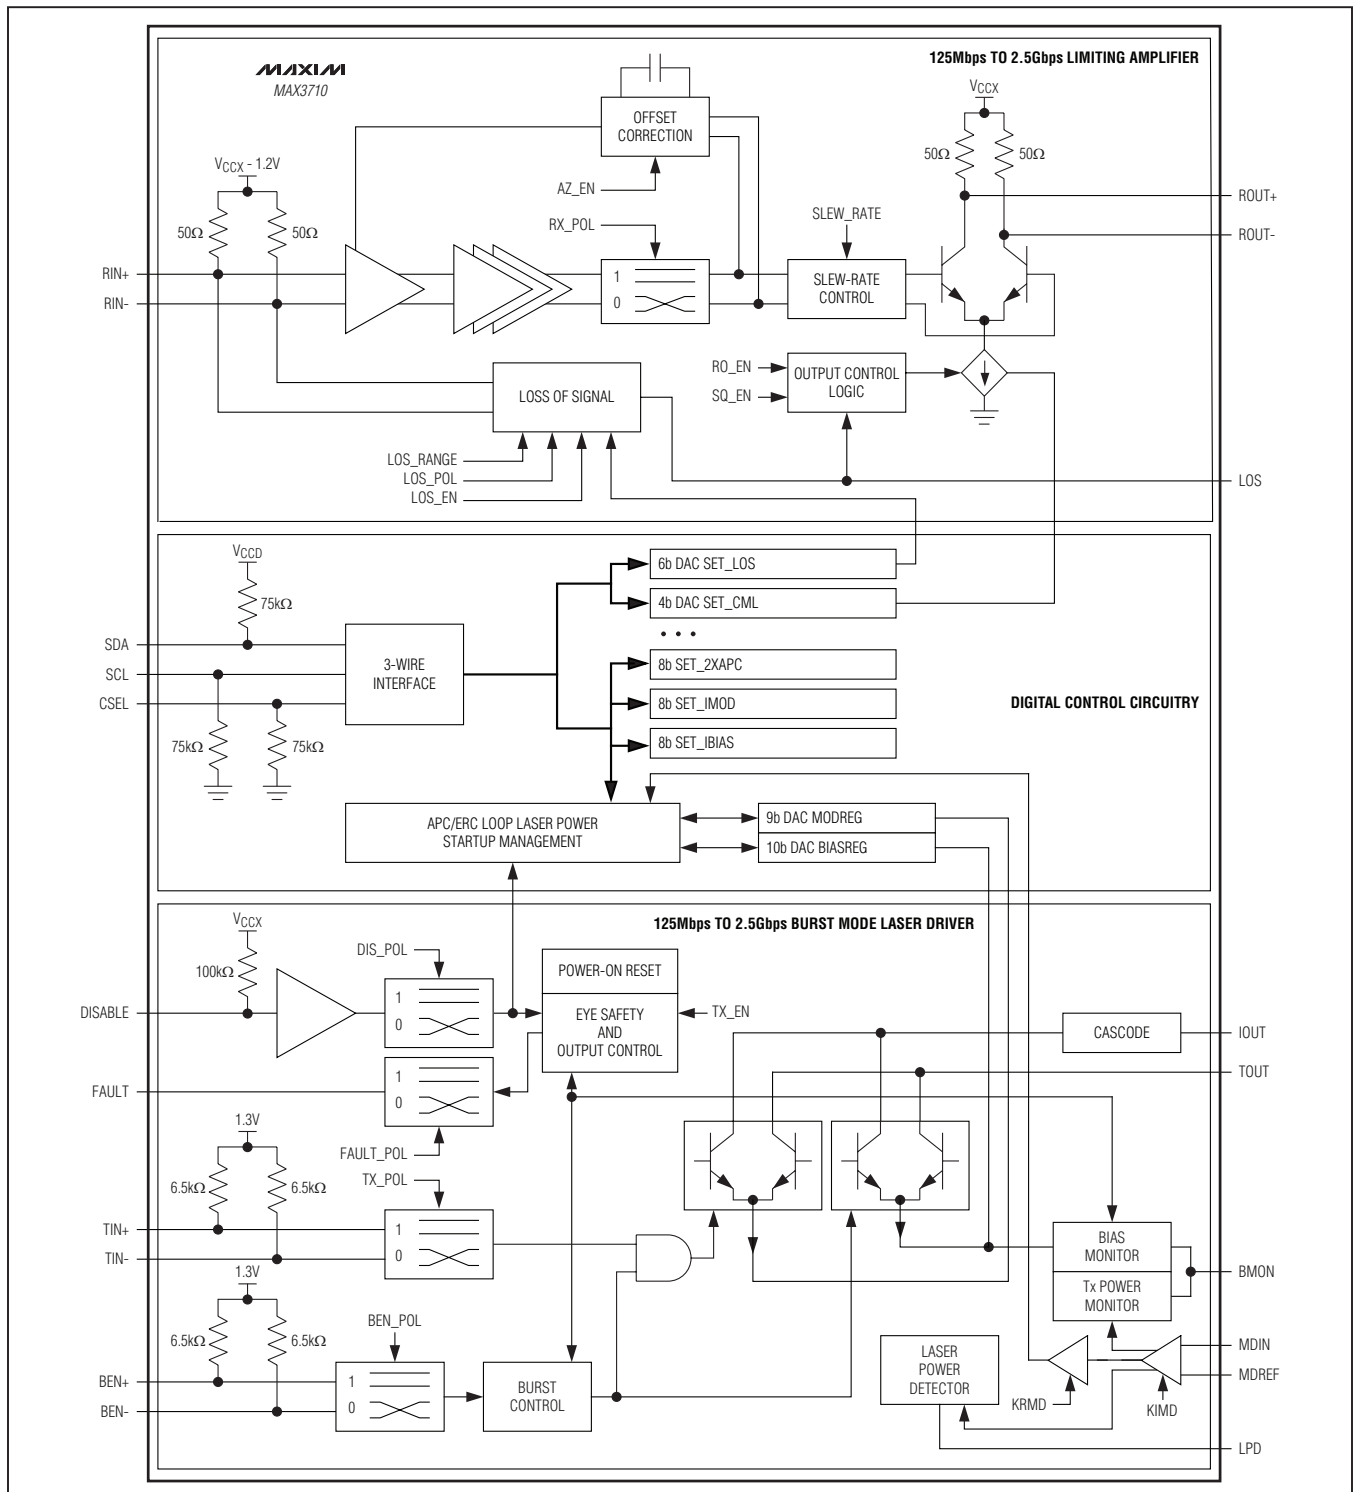 125Mbps TO 2.5Gbps LIMITING AMPLIFIER
MAXIM
MAX3710
VCCX
OFFSET
CORRECTION
50Ω
50Ω
VCCX - 1.2V
AZ_EN
ROUT+
50Ω
50Ω
RX_POL
SLEW_RATE
ROUT-
RIN+
1
SLEW-RATE
CONTROL
RIN-
0
RO_EN
OUTPUT CONTROL
LOGIC
LOSS OF SIGNAL
SQ_EN
LOS_RANGE
LOS_POL
LOS
LOS_EN
VCCD
6b DAC SET_LOS
75kΩ
4b DAC SET_CML
• • •
SDA
3-WIRE
INTERFACE
8b SET_2XAPC
SCL
CSEL
8b SET_IMOD
DIGITAL CONTROL CIRCUITRY
75kΩ
75kΩ
8b SET_IBIAS
APC/ERC LOOP LASER POWER
STARTUP MANAGEMENT
9b DAC MODREG
10b DAC BIASREG
VCCX
125Mbps TO 2.5Gbps BURST MODE LASER DRIVER
DIS_POL
100kΩ
POWER-ON RESET
DISABLE
1
0
EYE SAFETY
AND
OUTPUT CONTROL
TX_EN
CASCODE
IOUT
TOUT
FAULT
1
0
1.3V
FAULT_POL
6.5kΩ
6.5kΩ
TX_POL
TIN+
1
TIN-
0
BIAS
MONITOR
BMON
1.3V
Tx POWER
MONITOR
BEN_POL
6.5kΩ
6.5kΩ
MDIN
LASER
POWER
DETECTOR
MDREF
BEN+
1
BURST
CONTROL
BEN-
0
KRMD
KIMD
LPD